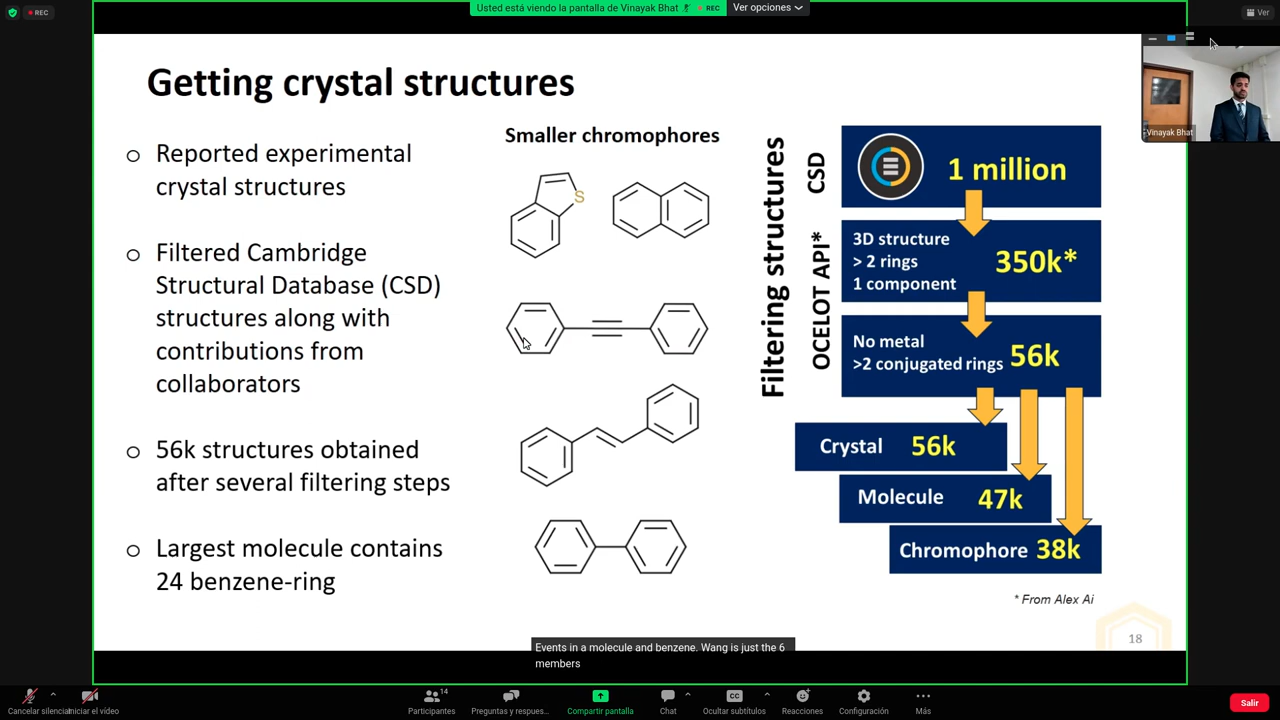 REC
Usted está viendo la pantalla de Vinayak Bhat
REC
Ver opciones
Ver
Vinayak Bhat
Getting crystal structures
Reported experimental
crystal structures
Filtered Cambridge
Structural Database (CSD)
structures along with
contributions from
collaborators
56k structures obtained
after several filtering steps
Largest molecule contains
24 benzene-ring
Smaller chromophores
S
Filtering structures
CSD
OCELOT API*
1 million
3D structure
> 2 rings
1 component
350k*
No metal
>2 conjugated rings
56k
Crystal 56k
Molecule 47k
Chromophore 38k
* From Alex Ai
18
Events in a molecule and benzene. Wang is just the 6
members
Cancelar silenciar
Iniciar el vídeo
14
Participantes
Preguntas y respues...
Compartir pantalla
Chat
CC
Ocultar subtítulos
Reacciones
Configuración
Más
Salir